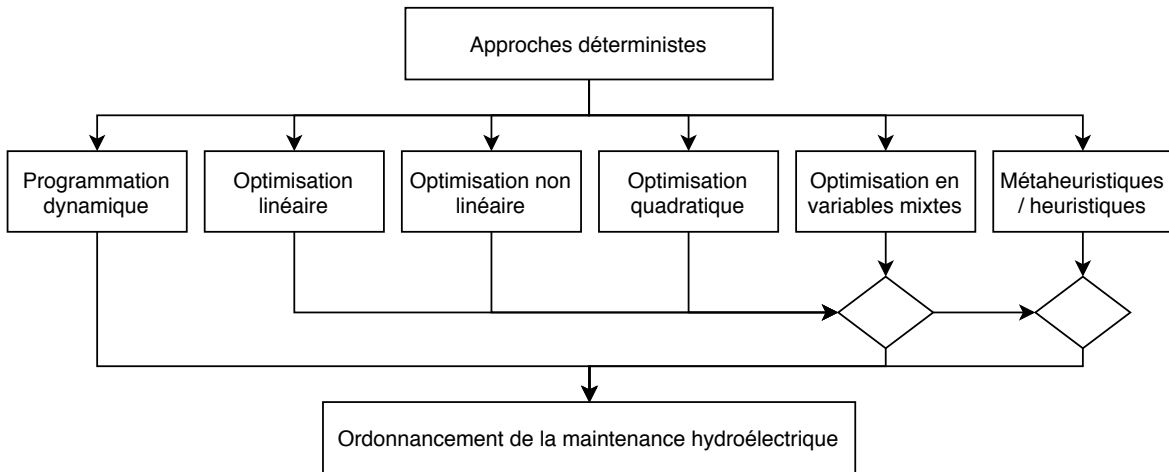 Approches déterministes
Programmation
dynamique
Optimisation
linéaire
Optimisation non
linéaire
Optimisation
quadratique
Optimisation en
variables mixtes
Métaheuristiques
/ heuristiques
Ordonnancement de la maintenance hydroélectrique